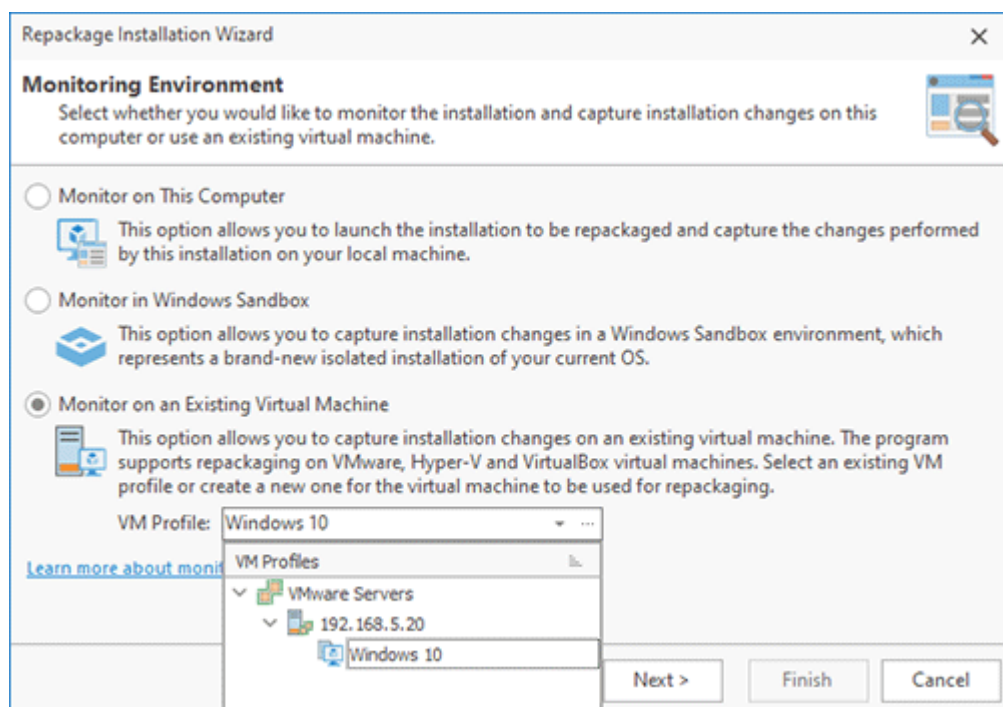 Repackage Installation Wizard
Monitoring Environment
Select whether you would like to monitor the installation and capture installation changes on this
computer or use an existing virtual machine.
Monitor on This Computer
This option allows you to launch the installation to be repackaged and capture the changes performed
by this installation on your local machine.
Monitor in Windows Sandbox
This option allows you to capture installation changes in a Windows Sandbox environment, which
represents a brand-new isolated installation of your current OS.
Monitor on an Existing Virtual Machine
This option allows you to capture installation changes on an existing virtual machine. The program
supports repackaging on VMware, Hyper-V and VirtualBox virtual machines. Select an existing VM
profile or create a new one for the virtual machine to be used for repackaging.
VM Profile: Windows 10 ...
Learn more about monit
VM Profiles
VMware Servers
192.168.5.20
Windows 10
Next > Finish Cancel